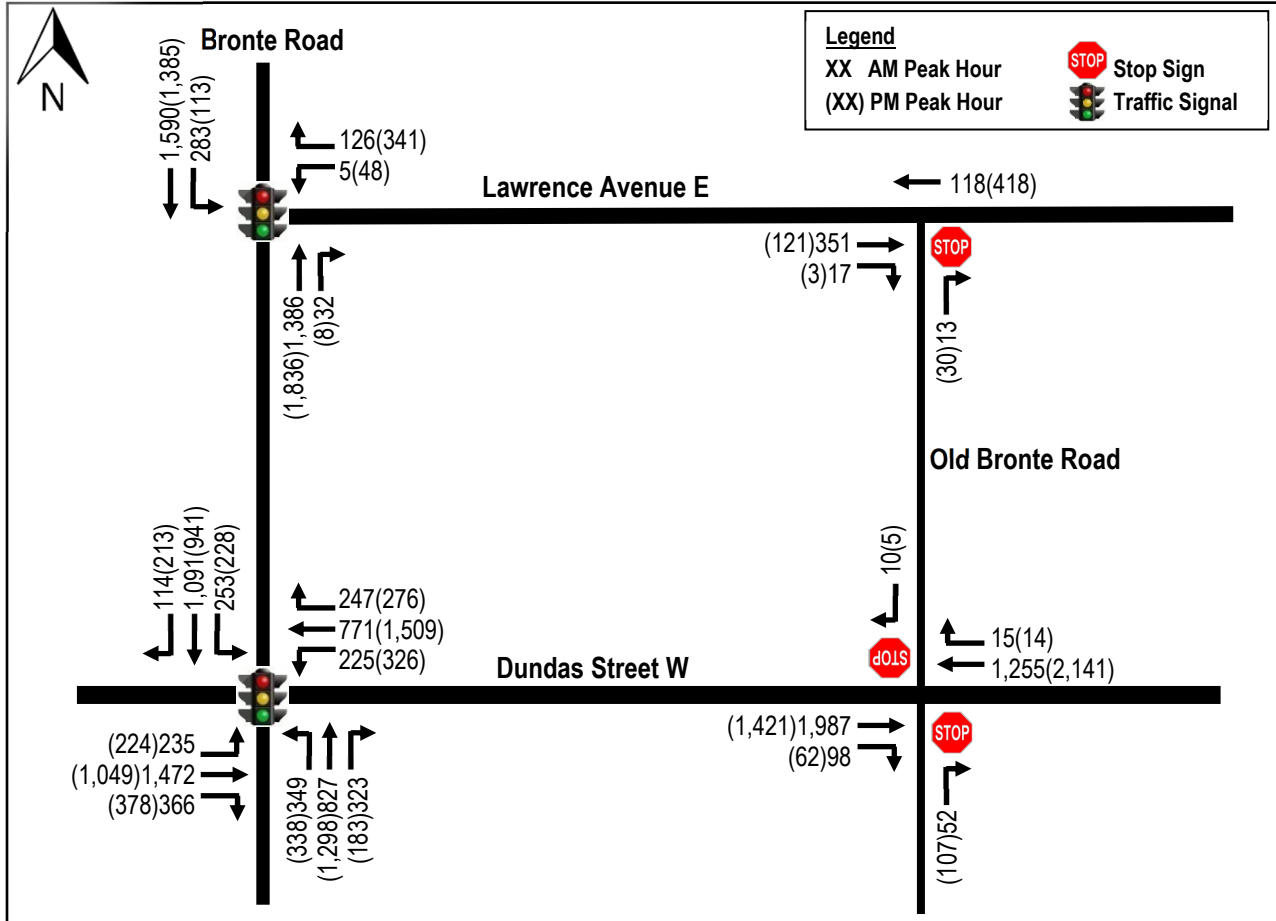 N
Bronte Road
Legend
XX AM Peak Hour
(XX) PM Peak Hour
STOP Stop Sign
Traffic Signal
1,590(1,385)
283(113)
126(341)
5(48)
Lawrence Avenue E
118(418)
(121)351
(3)17
STOP
(1,836)1,386
(8)32
(30)13
Old Bronte Road
114(213)
1,091(941)
253(228)
247(276)
771(1,509)
225(326)
Dundas Street W
10(5)
STOP
15(14)
1,255(2,141)
(224)235
(1,049)1,472
(378)366
(338)349
(1,298)827
(183)323
(1,421)1,987
(62)98
STOP
(107)52